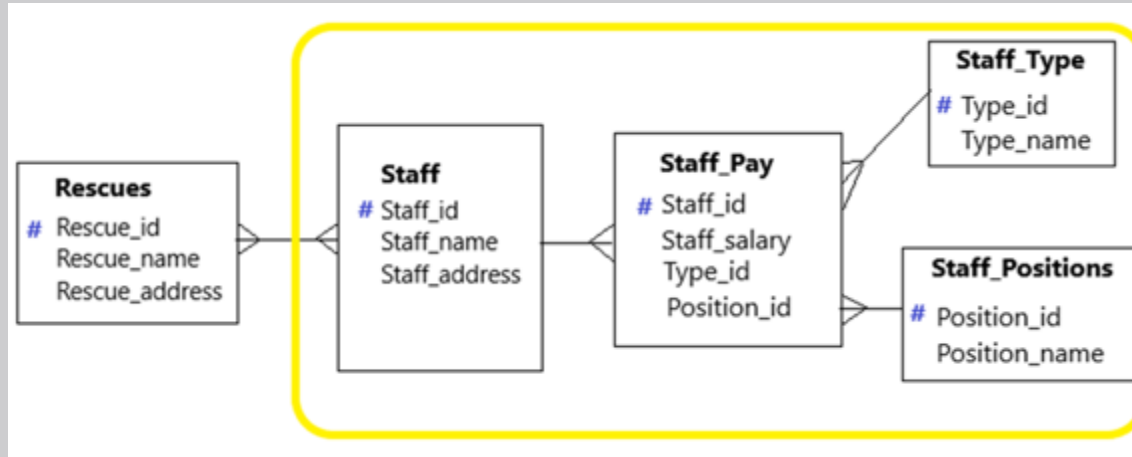 Rescues
# Rescue_id
Rescue_name
Rescue_address
Staff
# Staff_id
Staff_name
Staff_address
Staff_Pay
# Staff_id
Staff_salary
Type_id
Position_id
Staff_Type
# Type_id
Type_name
Staff_Positions
# Position_id
Position_name